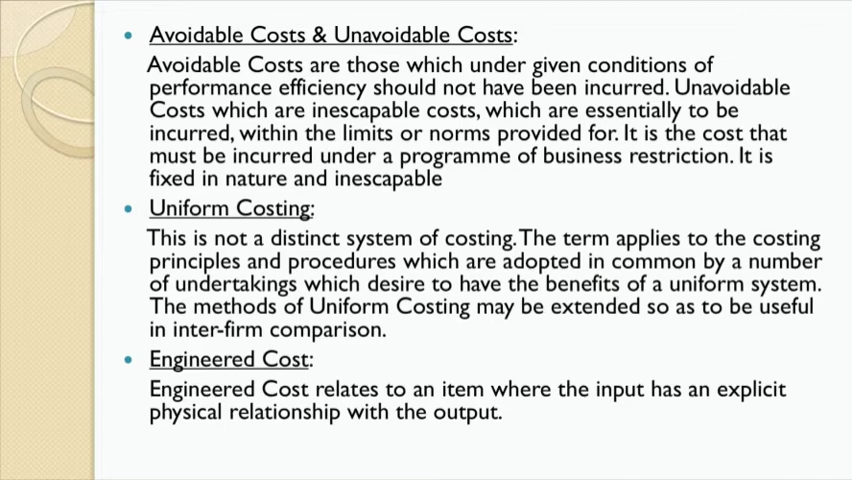 • Avoidable Costs & Unavoidable Costs:
Avoidable Costs are those which under given conditions of
performance efficiency should not have been incurred. Unavoidable
Costs which are inescapable costs, which are essentially to be
incurred, within the limits or norms provided for. It is the cost that
must be incurred under a programme of business restriction. It is
fixed in nature and inescapable
• Uniform Costing:
This is not a distinct system of costing. The term applies to the costing
principles and procedures which are adopted in common by a number
of undertakings which desire to have the benefits of a uniform system.
The methods of Uniform Costing may be extended so as to be useful
in inter-firm comparison.
• Engineered Cost:
Engineered Cost relates to an item where the input has an explicit
physical relationship with the output.